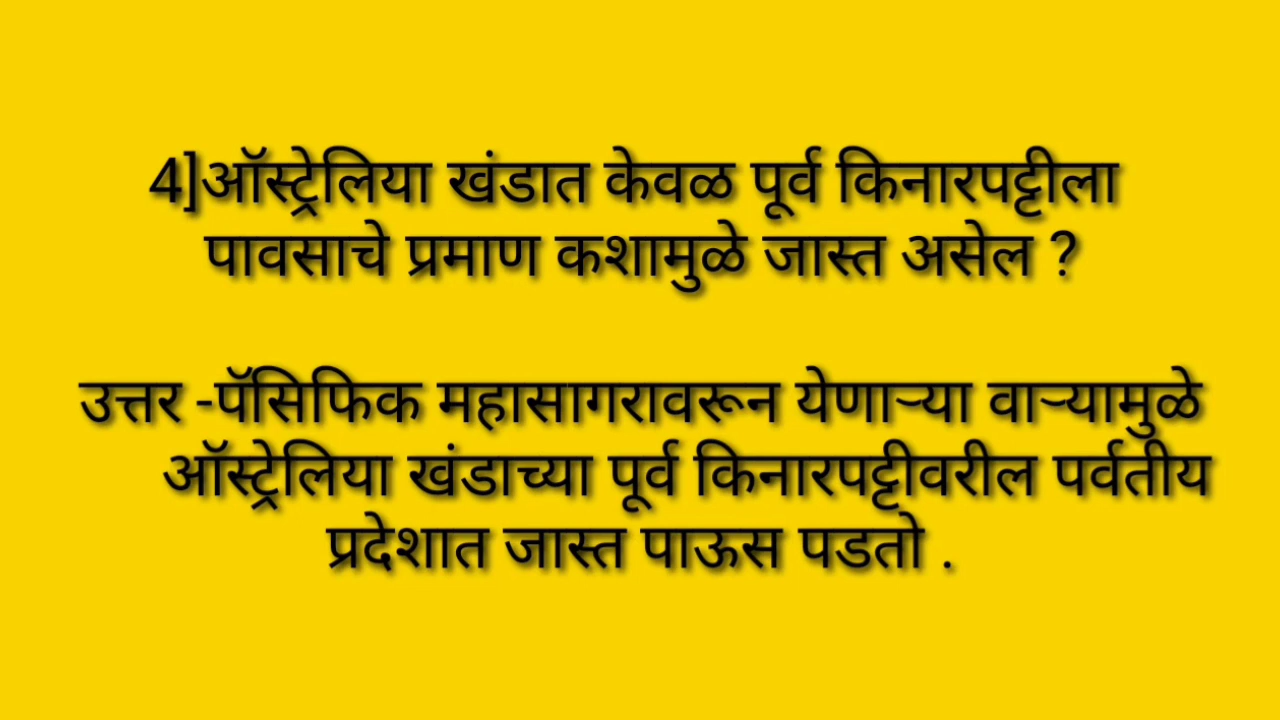 4]ऑस्ट्रेलिया खंडात केवळ पूर्व किनारपट्टीला
पावसाचे प्रमाण कशामुळे जास्त असेल ?
उत्तर -पॅसिफिक महासागरावरून येणाऱ्या वाऱ्यामुळे
ऑस्ट्रेलिया खंडाच्या पूर्व किनारपट्टीवरील पर्वतीय
प्रदेशात जास्त पाऊस पडतो .